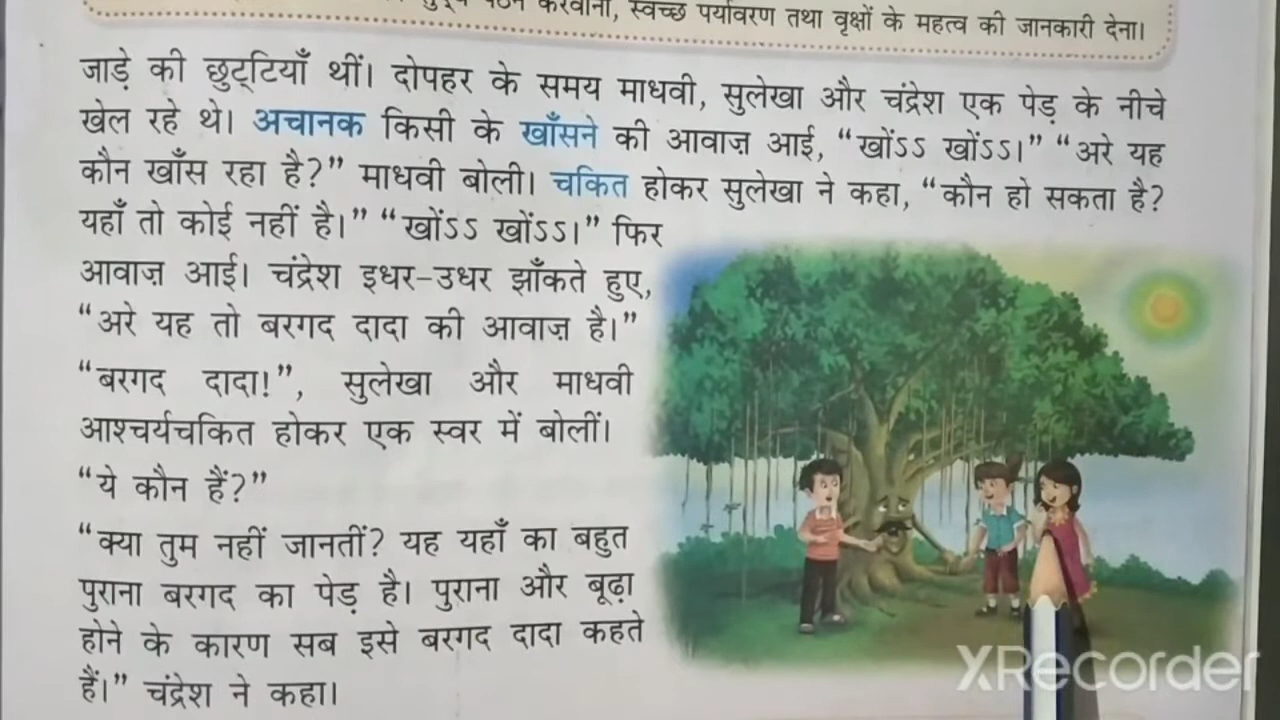 करवाना, स्वच्छ पर्यावरण तथा वृक्षों के महत्व की जानकारी देना।
जाड़े की छुट्टियाँ थीं। दोपहर के समय माधवी, सुलेखा और चंद्रेश एक पेड़ के नीचे
खेल रहे थे। अचानक किसी के खाँसने की आवाज़ आई, “खोंऽऽ खोंऽऽ।” “अरे यह
कौन खाँस रहा है?” माधवी बोली। चकित होकर सुलेखा ने कहा, “कौन हो सकता है?
यहाँ तो कोई नहीं है।” “खोंऽऽ खोंऽऽ।” फिर
आवाज़ आई। चंद्रेश इधर-उधर झाँकते हुए,
“अरे यह तो बरगद दादा की आवाज़ है।”
“बरगद दादा!”, सुलेखा और माधवी
आश्चर्यचकित होकर एक स्वर में बोलीं।
“ये कौन हैं?”
“क्या तुम नहीं जानतीं? यह यहाँ का बहुत
पुराना बरगद का पेड़ है। पुराना और बूढ़ा
होने के कारण सब इसे बरगद दादा कहते
हैं।” चंद्रेश ने कहा।
XRecorder